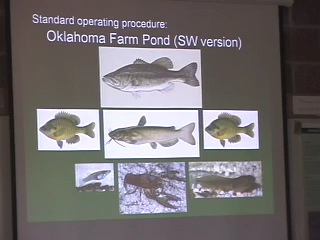 Standard operating procedure:
Oklahoma Farm Pond (SW version)